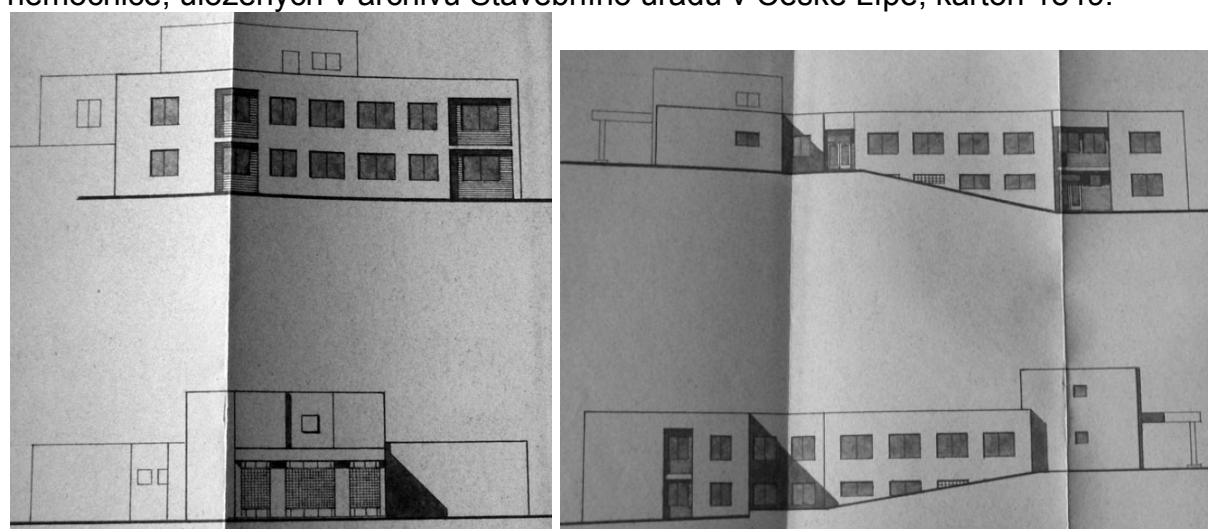 nemocnice, uložených v archivu Stavebního úřadu v České Lípě, karton